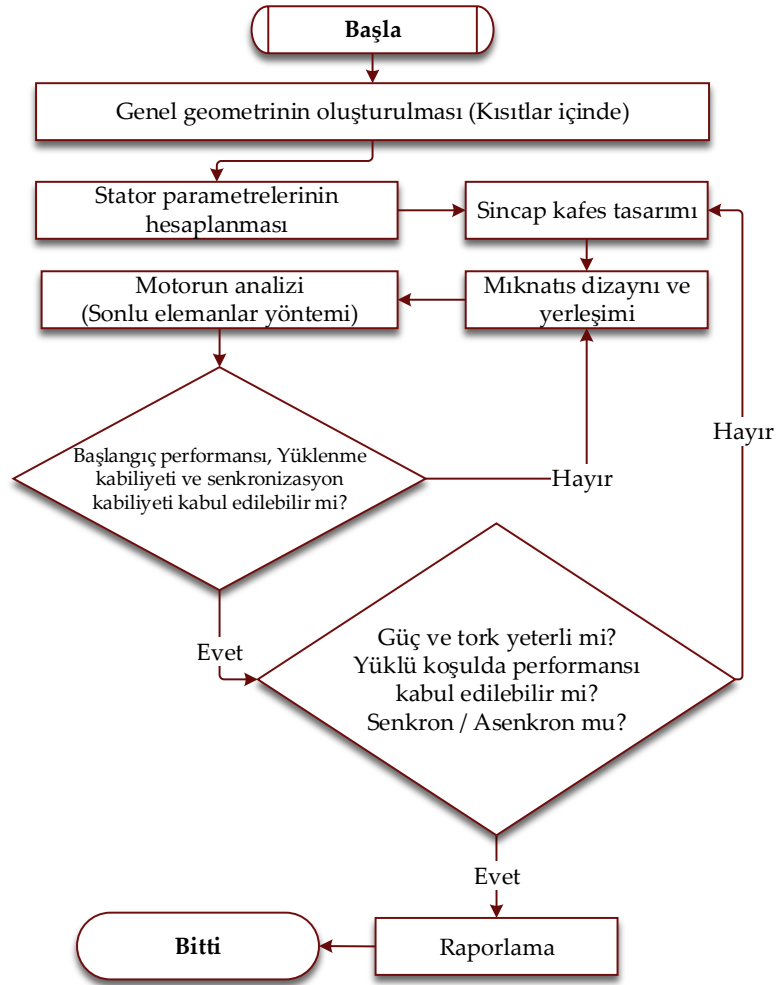 Başla
Genel geometrinin oluşturulması (Kısıtlar içinde)
Stator parametrelerinin
hesaplanması
Sincap kafes tasarımı
Motorun analizi
(Sonlu elemanlar yöntemi)
Mıknatıs dizaynı ve
yerleşimi
Başlangıç performansı, Yüklenme
kabiliyeti ve senkronizasyon
kabiliyeti kabul edilebilir mi?
Hayır
Hayır
Evet
Güç ve tork yeterli mi?
Yüklü koşulda performansı
kabul edilebilir mi?
Senkron / Asenkron mu?
Evet
Raporlama
Bitti